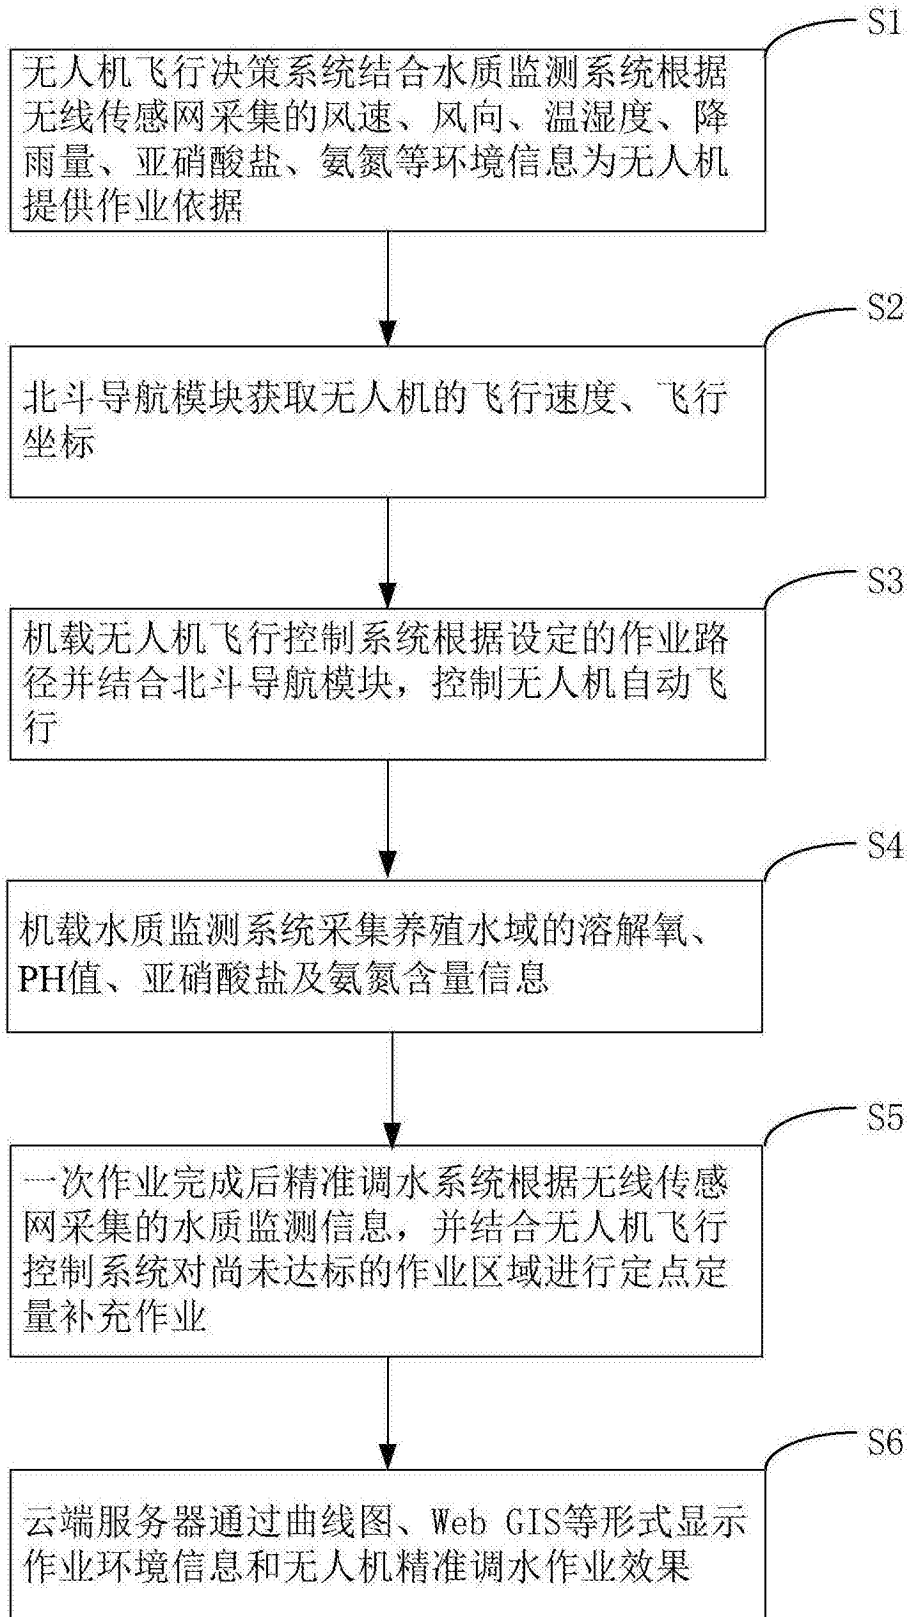 S1
无人机飞行决策系统结合水质监测系统根据
无线传感网采集的风速、风向、温湿度、降
雨量、亚硝酸盐、氨氮等环境信息为无人机
提供作业依据
S2
北斗导航模块获取无人机的飞行速度、飞行
坐标
S3
机载无人机飞行控制系统根据设定的作业路
径并结合北斗导航模块，控制无人机自动飞
行
S4
机载水质监测系统采集养殖水域的溶解氧、
PH值、亚硝酸盐及氨氮含量信息
S5
一次作业完成后精准调水系统根据无线传感
网采集的水质监测信息，并结合无人机飞行
控制系统对尚未达标的作业区域进行定点定
量补充作业
S6
云端服务器通过曲线图、Web GIS等形式显示
作业环境信息和无人机精准调水作业效果